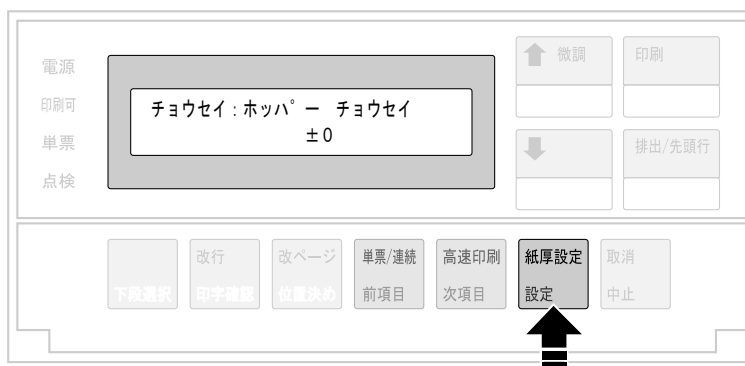 電源
印刷可
単票
点検
チョウセイ:ホッパ゜ー チョウセイ
±0
微調
印刷
排出/先頭行
下段選択
改行
印字確認
改ページ
位置決め
単票/連続
前項目
高速印刷
次項目
紙厚設定
設定
取消
中止